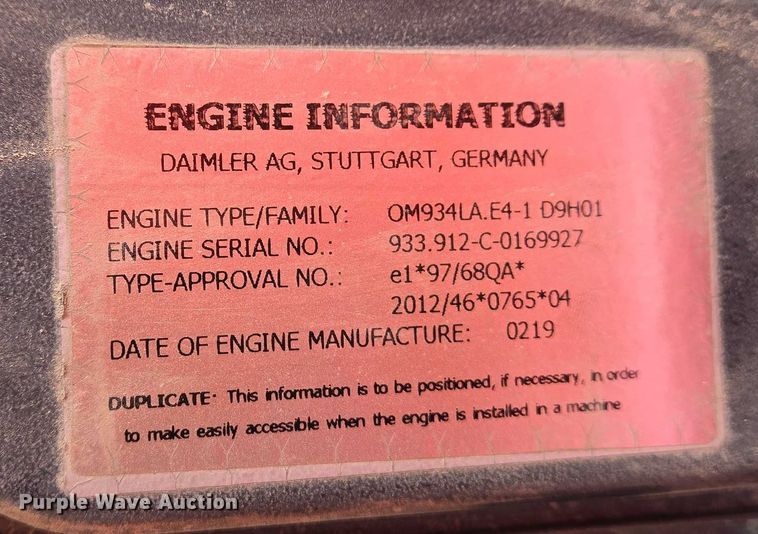 ENGINE INFORMATION
DAIMLER AG, STUTTGART, GERMANY
ENGINE TYPE/FAMILY: OM934LA.E4-1 D9H01
ENGINE SERIAL NO.: 933.912-C-0169927
TYPE-APPROVAL NO.: e1*97/68QA*
2012/46*0765*04
DATE OF ENGINE MANUFACTURE: 0219
DUPLICATE: This information is to be positioned, if necessary, in order
to make easily accessible when the engine is installed in a machine
Purple Wave Auction